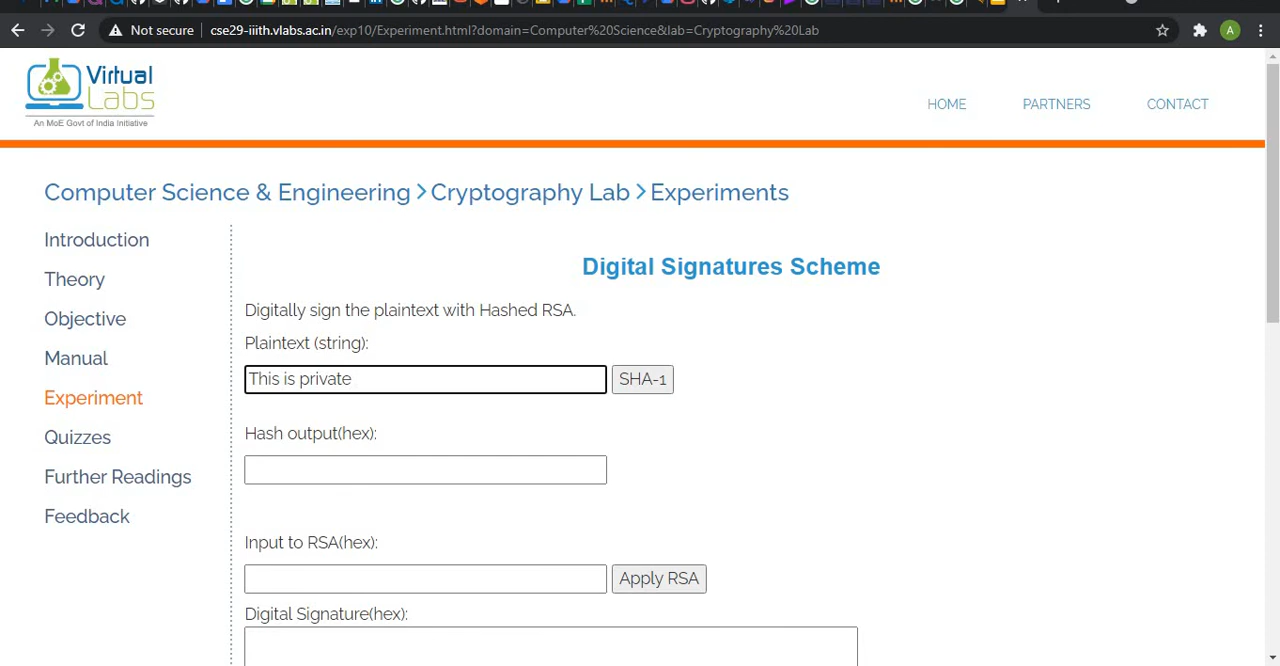 Not secure | cse29-iiith.vlabs.ac.in/exp10/Experiment.html?domain=Computer%20Science&lab=Cryptography%20Lab
A
Virtual
Labs
An MoE Govt of India Initiative
HOME
PARTNERS
CONTACT
Computer Science & Engineering > Cryptography Lab > Experiments
Introduction
Theory
Objective
Manual
Experiment
Quizzes
Further Readings
Feedback
Digital Signatures Scheme
Digitally sign the plaintext with Hashed RSA.
Plaintext (string):
This is private
SHA-1
Hash output(hex):
Input to RSA(hex):
Apply RSA
Digital Signature(hex):